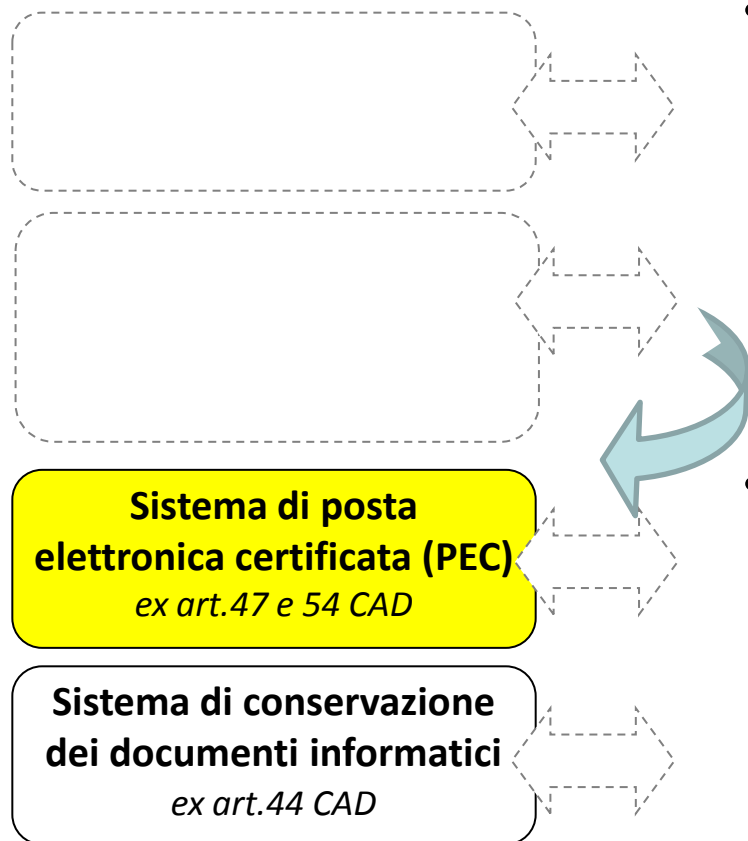 Sistema di posta
elettronica certificata (PEC)
ex art.47 e 54 CAD
Sistema di conservazione
dei documenti informatici
ex art.44 CAD